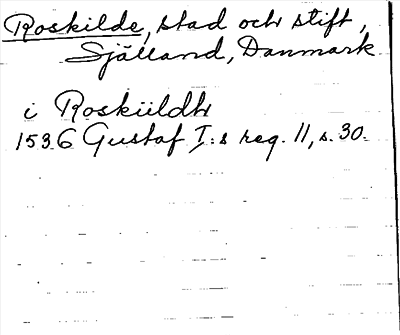 Roskilde, stad och stift,
Själland, Danmark
i Roskiildh
1536 Gustaf I:s reg. 11, s. 30.